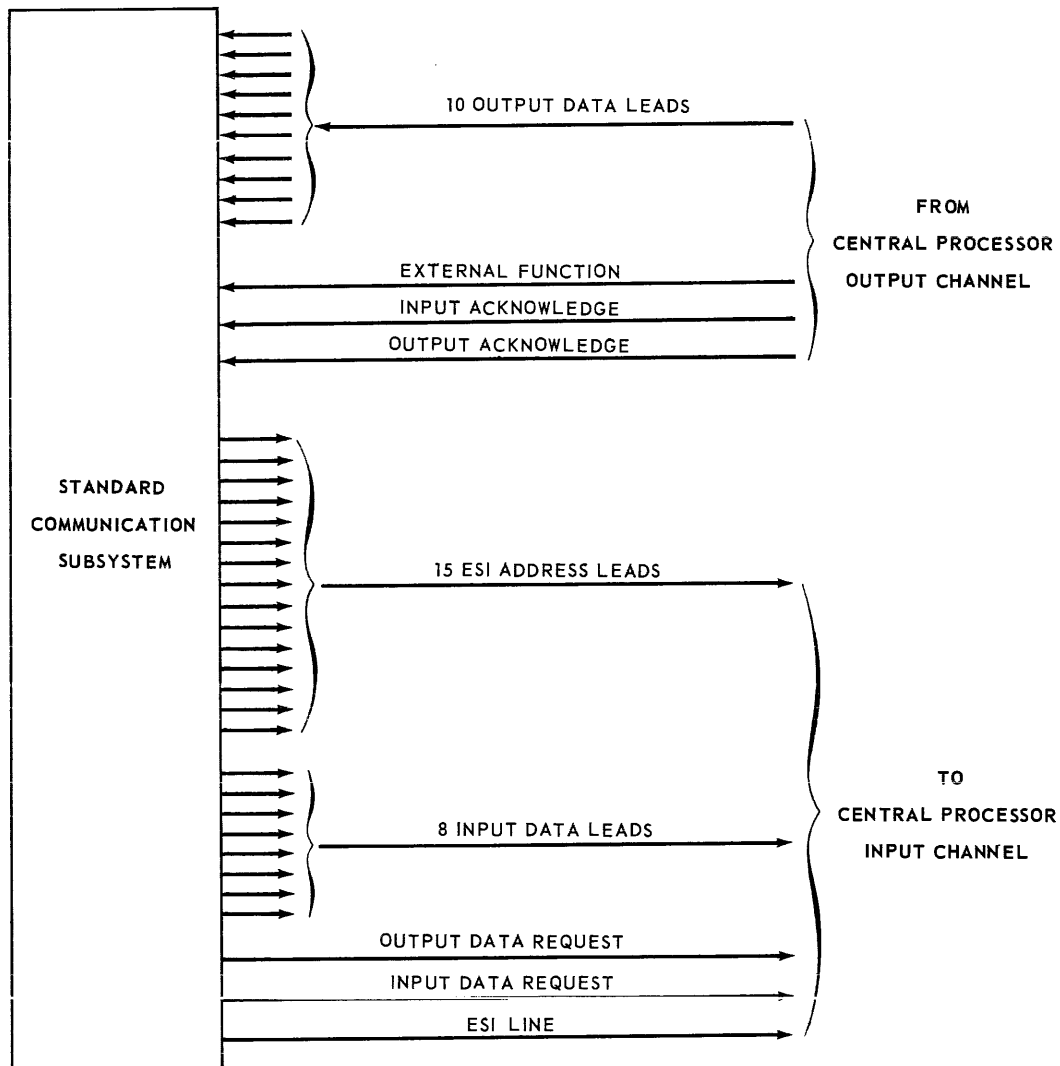 10 OUTPUT DATA LEADS
FROM
CENTRAL PROCESSOR
OUTPUT CHANNEL
EXTERNAL FUNCTION
INPUT ACKNOWLEDGE
OUTPUT ACKNOWLEDGE
STANDARD
COMMUNICATION
SUBSYSTEM
15 ESI ADDRESS LEADS
TO
CENTRAL PROCESSOR
INPUT CHANNEL
8 INPUT DATA LEADS
OUTPUT DATA REQUEST
INPUT DATA REQUEST
ESI LINE